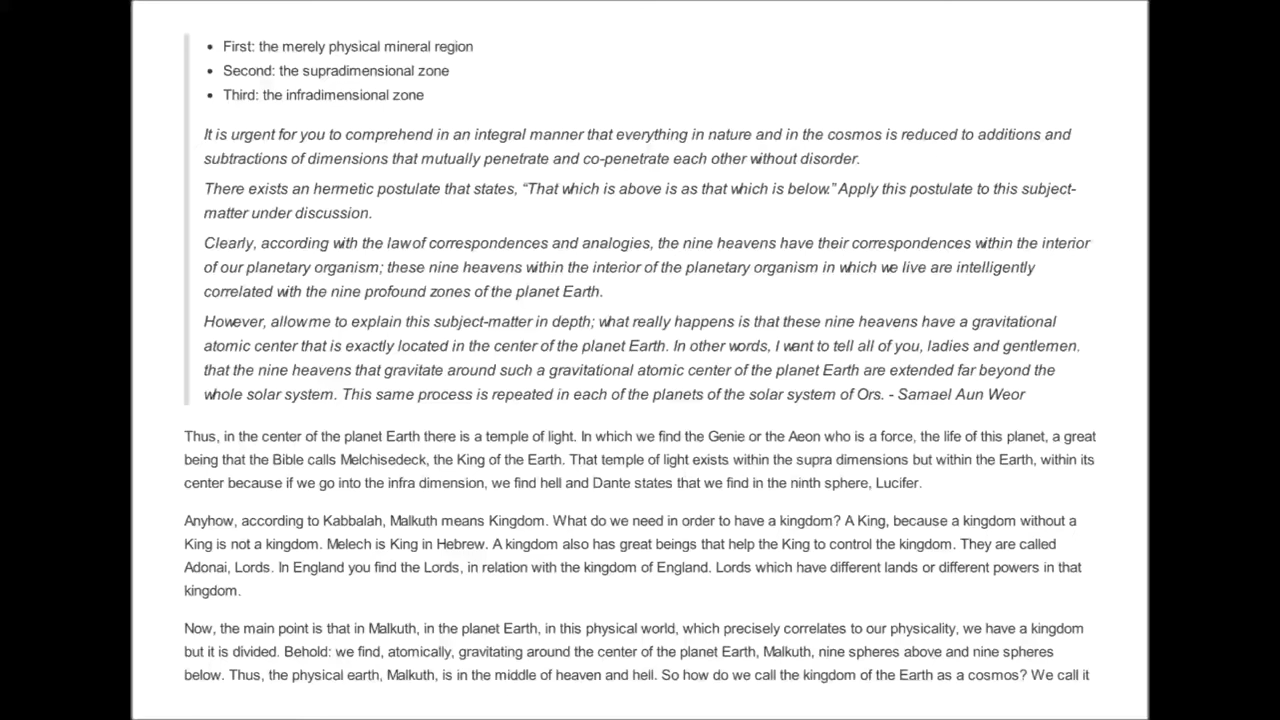 • First: the merely physical mineral region
• Second: the supradimensional zone
• Third: the infradimensional zone
It is urgent for you to comprehend in an integral manner that everything in nature and in the cosmos is reduced to additions and
subtractions of dimensions that mutually penetrate and co-penetrate each other without disorder.
There exists an hermetic postulate that states, “That which is above is as that which is below.” Apply this postulate to this subject-
matter under discussion.
Clearly, according with the law of correspondences and analogies, the nine heavens have their correspondences within the interior
of our planetary organism; these nine heavens within the interior of the planetary organism in which we live are intelligently
correlated with the nine profound zones of the planet Earth.
However, allow me to explain this subject-matter in depth; what really happens is that these nine heavens have a gravitational
atomic center that is exactly located in the center of the planet Earth. In other words, I want to tell all of you, ladies and gentlemen.
that the nine heavens that gravitate around such a gravitational atomic center of the planet Earth are extended far beyond the
whole solar system. This same process is repeated in each of the planets of the solar system of Ors. - Samael Aun Weor
Thus, in the center of the planet Earth there is a temple of light. In which we find the Genie or the Aeon who is a force, the life of this planet, a great
being that the Bible calls Melchisedeck, the King of the Earth. That temple of light exists within the supra dimensions but within the Earth, within its
center because if we go into the infra dimension, we find hell and Dante states that we find in the ninth sphere, Lucifer.
Anyhow, according to Kabbalah, Malkuth means Kingdom. What do we need in order to have a kingdom? A King, because a kingdom without a
King is not a kingdom. Melech is King in Hebrew. A kingdom also has great beings that help the King to control the kingdom. They are called
Adonai, Lords. In England you find the Lords, in relation with the kingdom of England. Lords which have different lands or different powers in that
kingdom.
Now, the main point is that in Malkuth, in the planet Earth, in this physical world, which precisely correlates to our physicality, we have a kingdom
but it is divided. Behold: we find, atomically, gravitating around the center of the planet Earth, Malkuth, nine spheres above and nine spheres
below. Thus, the physical earth, Malkuth, is in the middle of heaven and hell. So how do we call the kingdom of the Earth as a cosmos? We call it